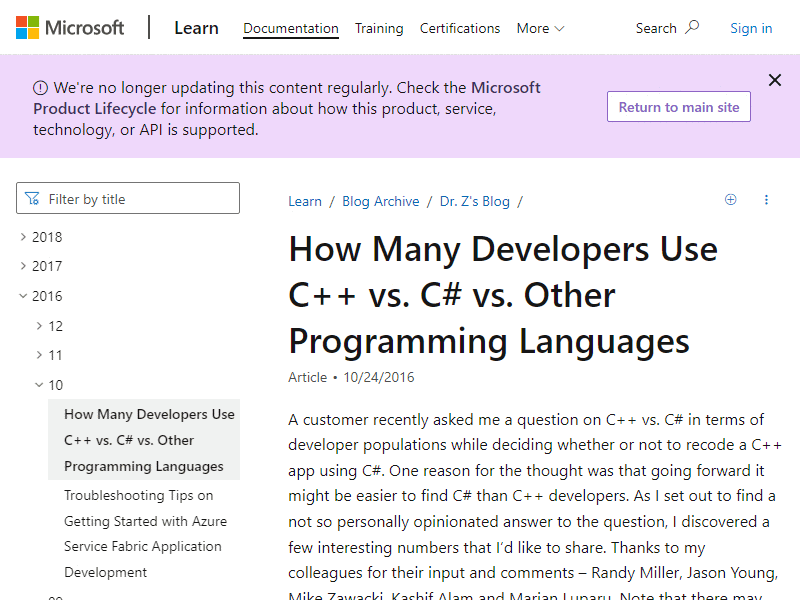 Microsoft Learn Documentation Training Certifications More Search Sign in
We're no longer updating this content regularly. Check the Microsoft
Product Lifecycle for information about how this product, service,
technology, or API is supported.
Return to main site
Filter by title
2018
2017
2016
12
11
10
How Many Developers Use
C++ vs. C# vs. Other
Programming Languages
Troubleshooting Tips on
Getting Started with Azure
Service Fabric Application
Development
Learn / Blog Archive / Dr. Z's Blog /
How Many Developers Use
C++ vs. C# vs. Other
Programming Languages
Article • 10/24/2016
A customer recently asked me a question on C++ vs. C# in terms of
developer populations while deciding whether or not to recode a C++
app using C#. One reason for the thought was that going forward it
might be easier to find C# than C++ developers. As I set out to find a
not so personally opinionated answer to the question, I discovered a
few interesting numbers that I'd like to share. Thanks to my
colleagues for their input and comments – Randy Miller, Jason Young,
Mike Zawacki, Kashif Alam and Marian Luparu. Note that there may